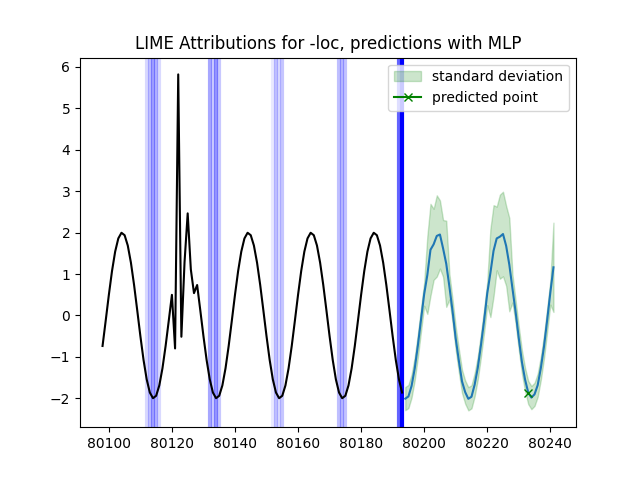 LIME Attributions for -loc, predictions with MLP
standard deviation
predicted point
6
5
4
3
2
1
0
−1
−2
80100 80120 80140 80160 80180 80200 80220 80240